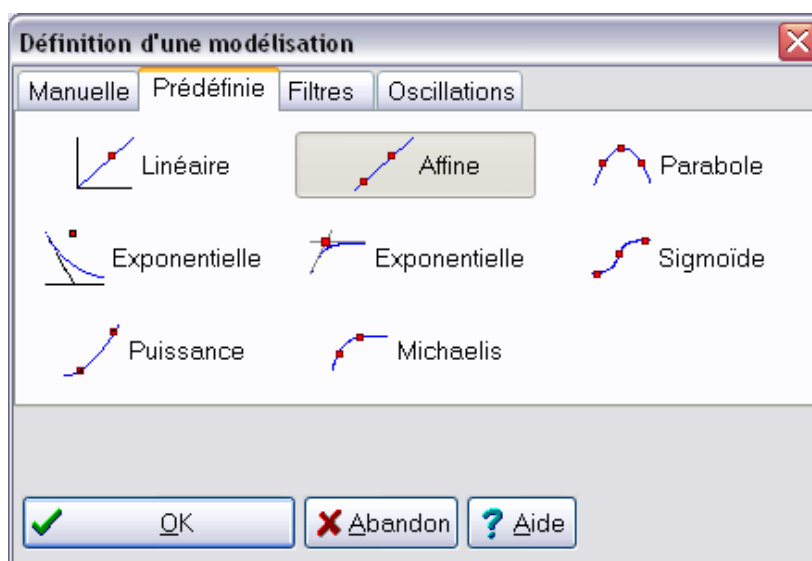 Définition d'une modélisation
Manuelle Prédéfinie Filtres Oscillations
Linéaire Affine Parabole
Exponentielle Exponentielle Sigmoïde
Puissance Michaelis
OK Abandon Aide